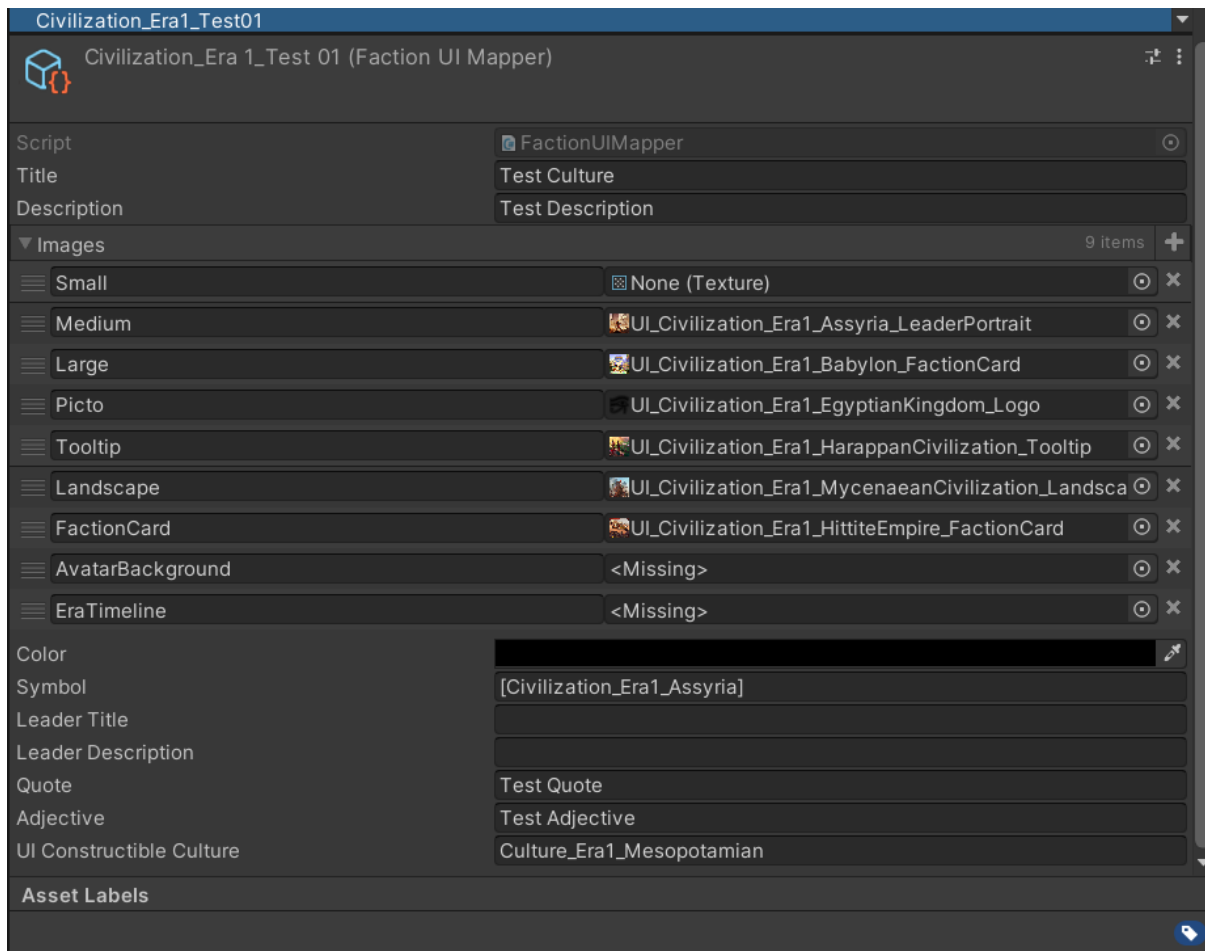 Civilization_Era1_Test01
Civilization_Era 1_Test 01 (Faction UI Mapper)
Script FactionUIMapper
Title Test Culture
Description Test Description
Images 9 items
Small None (Texture)
Medium UI_Civilization_Era1_Assyria_LeaderPortrait
Large UI_Civilization_Era1_Babylon_FactionCard
Picto UI_Civilization_Era1_EgyptianKingdom_Logo
Tooltip UI_Civilization_Era1_HarappanCivilization_Tooltip
Landscape UI_Civilization_Era1_MycenaeanCivilization_Landsca
FactionCard UI_Civilization_Era1_HittiteEmpire_FactionCard
AvatarBackground <Missing>
EraTimeline <Missing>
Color
Symbol [Civilization_Era1_Assyria]
Leader Title
Leader Description
Quote Test Quote
Adjective Test Adjective
UI Constructible Culture Culture_Era1_Mesopotamian
Asset Labels